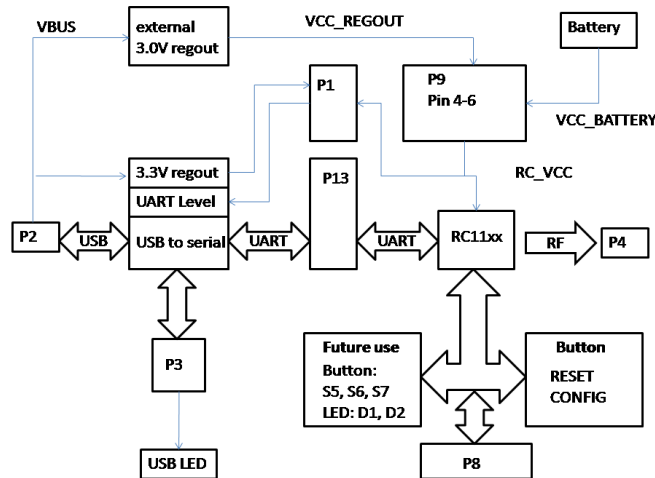 VBUS
external
3.0V regout
VCC_REGOUT
Battery
P1
P9
Pin 4-6
VCC_BATTERY
3.3V regout
UART Level
USB to serial
P13
RC_VCC
P2
USB
UART
UART
RC11xx
RF
P4
P3
Future use
Button:
S5, S6, S7
LED: D1, D2
Button
RESET
CONFIG
USB LED
P8